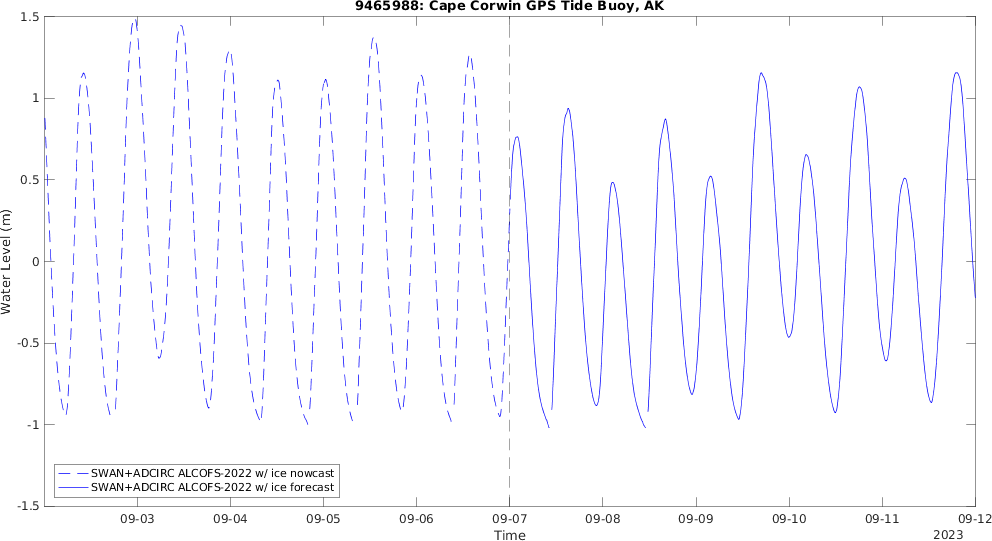 9465988: Cape Corwin GPS Tide Buoy, AK
1.5
1
0.5
0
-0.5
-1
-1.5
Water Level (m)
SWAN+ADCIRC ALCOFS-2022 w/ ice nowcast
SWAN+ADCIRC ALCOFS-2022 w/ ice forecast
09-03 09-04 09-05 09-06 09-07 09-08 09-09 09-10 09-11 09-12
Time
2023